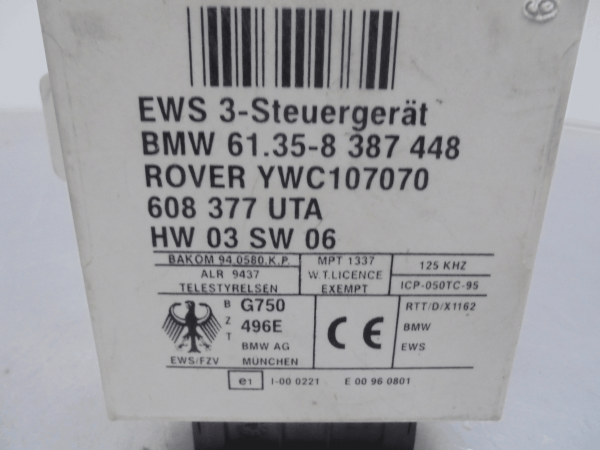 EWS 3-Steuergerät
BMW 61.35-8 387 448
ROVER YWC107070
608 377 UTA
HW 03 SW 06
BAKOM 94.0580.K.P.
ALR 9437
TELESTYRELSEN
MPT 1337
W.T.LICENCE
EXEMPT
125 KHZ
ICP-050TC-95
EWS/FZV
B Z T
G750
496E
BMW AG
MÜNCHEN
CE
RTT/D/X1162
BMW
EWS
e1 I-00 0221 E 00 96 0801